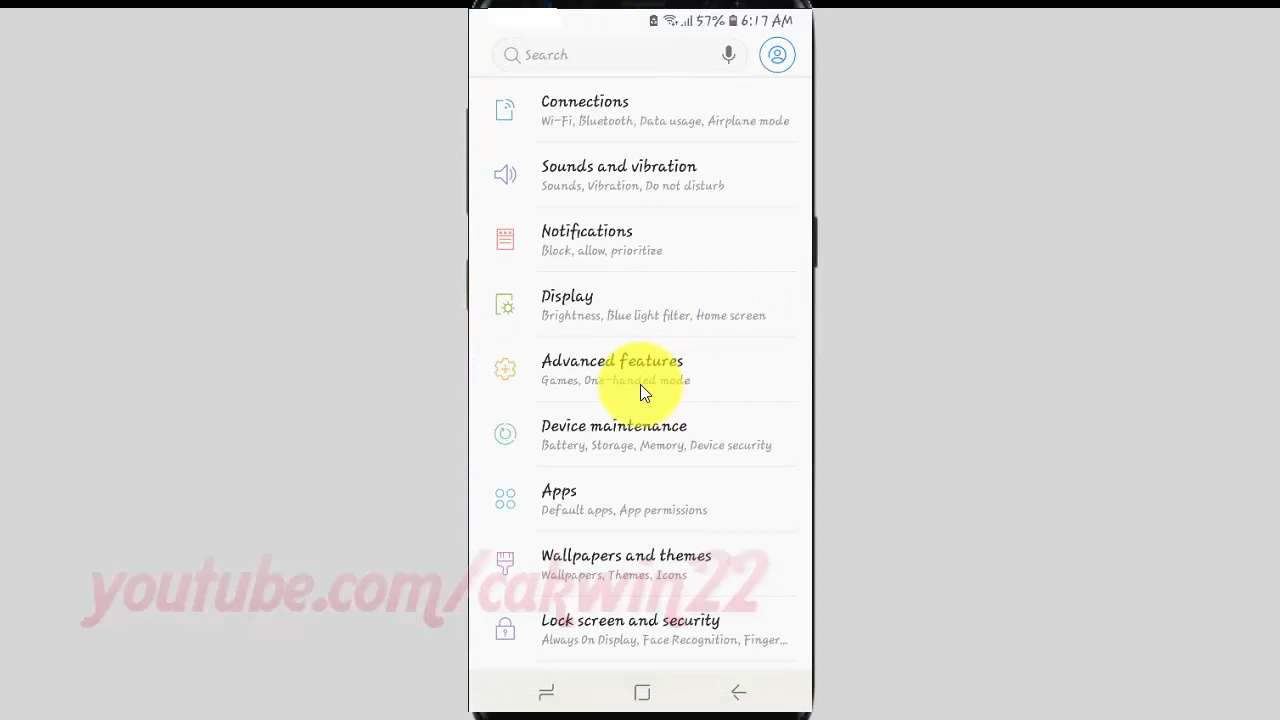 57% 6:17 AM
Search
Connections
Wi-Fi, Bluetooth, Data usage, Airplane mode
Sounds and vibration
Sounds, Vibration, Do not disturb
Notifications
Block, allow, prioritize
Display
Brightness, Blue light filter, Home screen
Advanced features
Games, One-handed mode
Device maintenance
Battery, Storage, Memory, Device security
Apps
Default apps, App permissions
Wallpapers and themes
Wallpapers, Themes, Icons
youtube.com/cakwin22
Lock screen and security
Always On Display, Face Recognition, Finger...